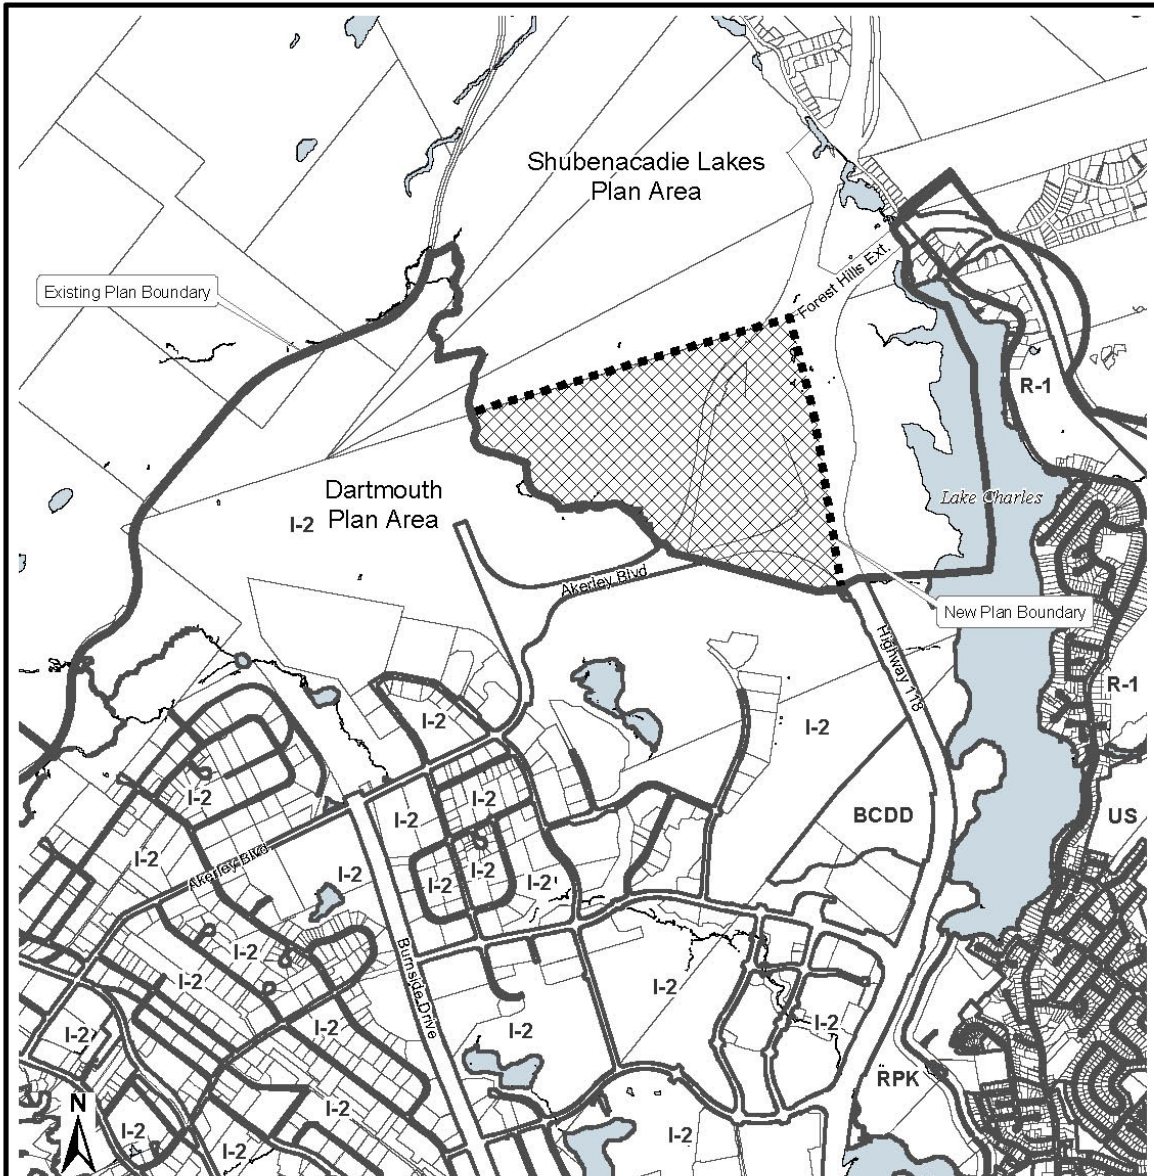 Shubenacadie Lakes
Plan Area
Forest Hills Ext.
Existing Plan Boundary
R-1
Lake Charles
Dartmouth
Plan Area
I-2
Akerley Blvd
New Plan Boundary
Highway 118
R-1
I-2
I-2
I-2
I-2
BCDD
US
I-2
I-2
Akerley Blvd
I-2
I-2
I-2
I-2
I-2
Burnside Drive
I-2
I-2
I-2
I-2
I-2
I-2
I-2
RPK
N
I-2
I-2
I-2
I-2